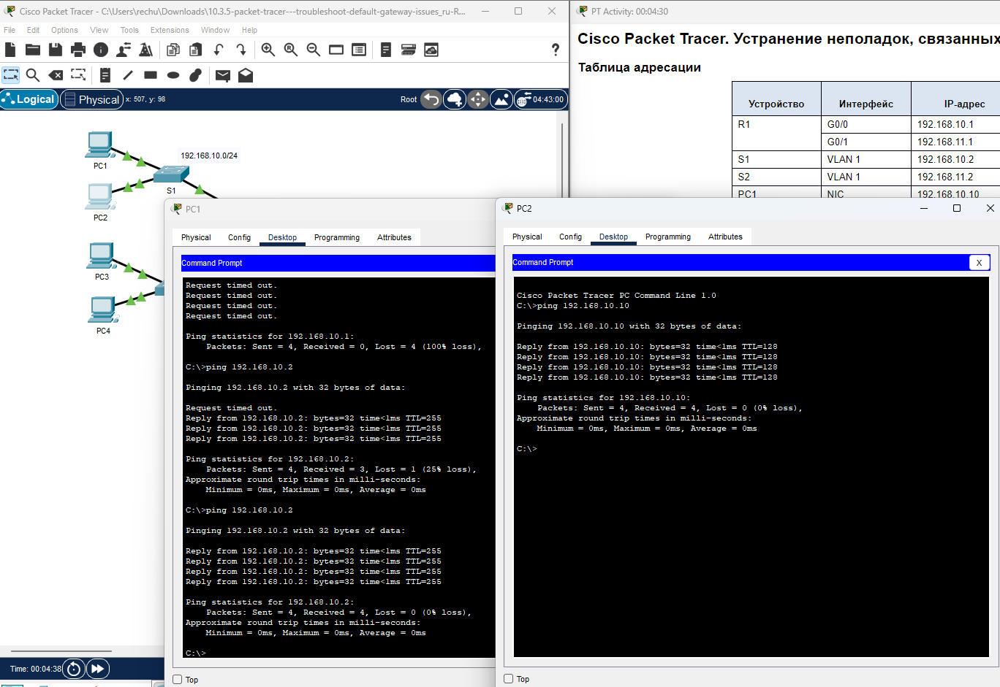 Cisco Packet Tracer - C:\Users\rechu\Downloads\10.3.5-packet-tracer---troubleshoot-default-gateway-issues_ru-R...
File Edit Options View Tools Extensions Window Help
?
Logical Physical x: 507, y: 98 Root 04:43:00
PC1
192.168.10.0/24
S1
PC2
PC3
PC4
Time: 00:04:38
PT Activity: 00:04:30
Cisco Packet Tracer. Устранение неполадок, связанных
Таблица адресации
Устройство Интерфейс IP-адрес
R1 G0/0 192.168.10.1
G0/1 192.168.11.1
S1 VLAN 1 192.168.10.2
S2 VLAN 1 192.168.11.2
PC1 NIC 192.168.10.10
PC1
Physical Config Desktop Programming Attributes
Command Prompt
Request timed out.
Request timed out.
Request timed out.
Request timed out.
Ping statistics for 192.168.10.1:
Packets: Sent = 4, Received = 0, Lost = 4 (100% loss),
C:\>ping 192.168.10.2
Pinging 192.168.10.2 with 32 bytes of data:
Request timed out.
Reply from 192.168.10.2: bytes=32 time<1ms TTL=255
Reply from 192.168.10.2: bytes=32 time<1ms TTL=255
Reply from 192.168.10.2: bytes=32 time<1ms TTL=255
Ping statistics for 192.168.10.2:
Packets: Sent = 4, Received = 3, Lost = 1 (25% loss),
Approximate round trip times in milli-seconds:
Minimum = 0ms, Maximum = 0ms, Average = 0ms
C:\>ping 192.168.10.2
Pinging 192.168.10.2 with 32 bytes of data:
Reply from 192.168.10.2: bytes=32 time<1ms TTL=255
Reply from 192.168.10.2: bytes=32 time<1ms TTL=255
Reply from 192.168.10.2: bytes=32 time<1ms TTL=255
Reply from 192.168.10.2: bytes=32 time<1ms TTL=255
Ping statistics for 192.168.10.2:
Packets: Sent = 4, Received = 4, Lost = 0 (0% loss),
Approximate round trip times in milli-seconds:
Minimum = 0ms, Maximum = 0ms, Average = 0ms
C:\>
Top
PC2
Physical Config Desktop Programming Attributes
Command Prompt X
Cisco Packet Tracer PC Command Line 1.0
C:\>ping 192.168.10.10
Pinging 192.168.10.10 with 32 bytes of data:
Reply from 192.168.10.10: bytes=32 time<1ms TTL=128
Reply from 192.168.10.10: bytes=32 time<1ms TTL=128
Reply from 192.168.10.10: bytes=32 time<1ms TTL=128
Reply from 192.168.10.10: bytes=32 time<1ms TTL=128
Ping statistics for 192.168.10.10:
Packets: Sent = 4, Received = 4, Lost = 0 (0% loss),
Approximate round trip times in milli-seconds:
Minimum = 0ms, Maximum = 0ms, Average = 0ms
C:\>
Top